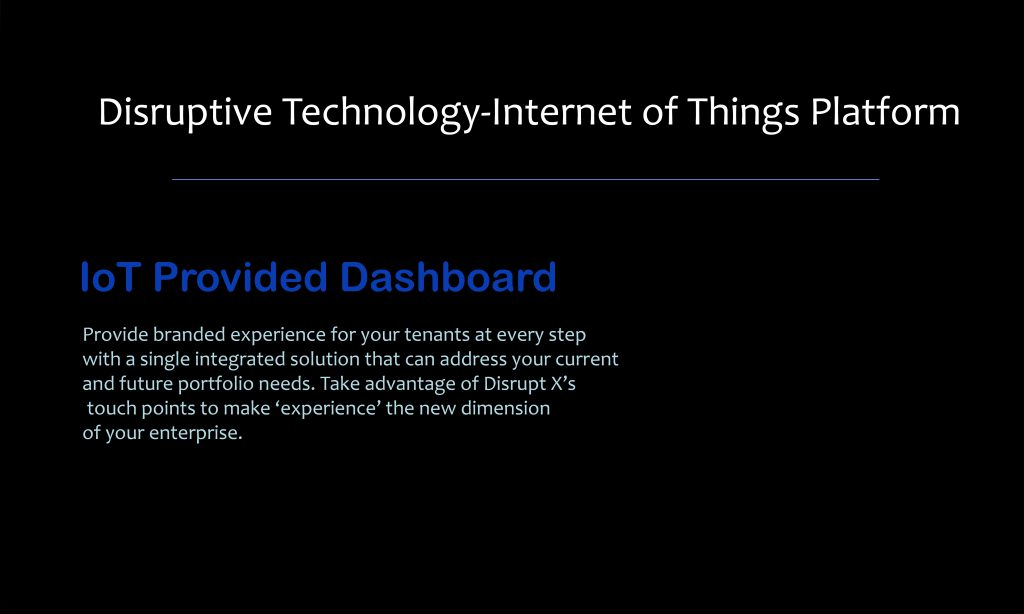 Disruptive Technology-Internet of Things Platform
IoT Provided Dashboard
Provide branded experience for your tenants at every step
with a single integrated solution that can address your current
and future portfolio needs. Take advantage of Disrupt X’s
touch points to make ‘experience’ the new dimension
of your enterprise.